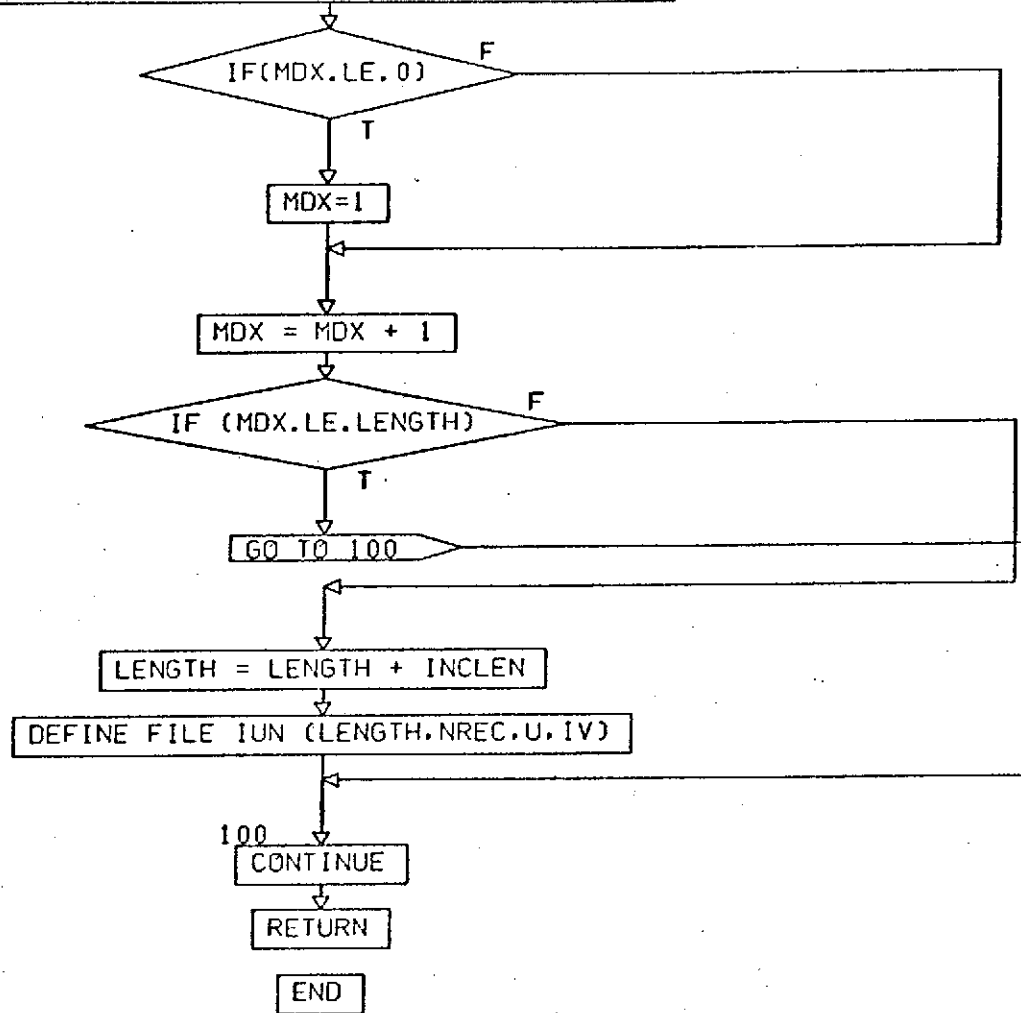 IF(MDX.LE.0)
F
T
MDX=1
MDX = MDX + 1
IF (MDX.LE.LENGTH)
F
T
GO TO 100
LENGTH = LENGTH + INCLEN
DEFINE FILE IUN (LENGTH,NREC,U,IV)
100
CONTINUE
RETURN
END